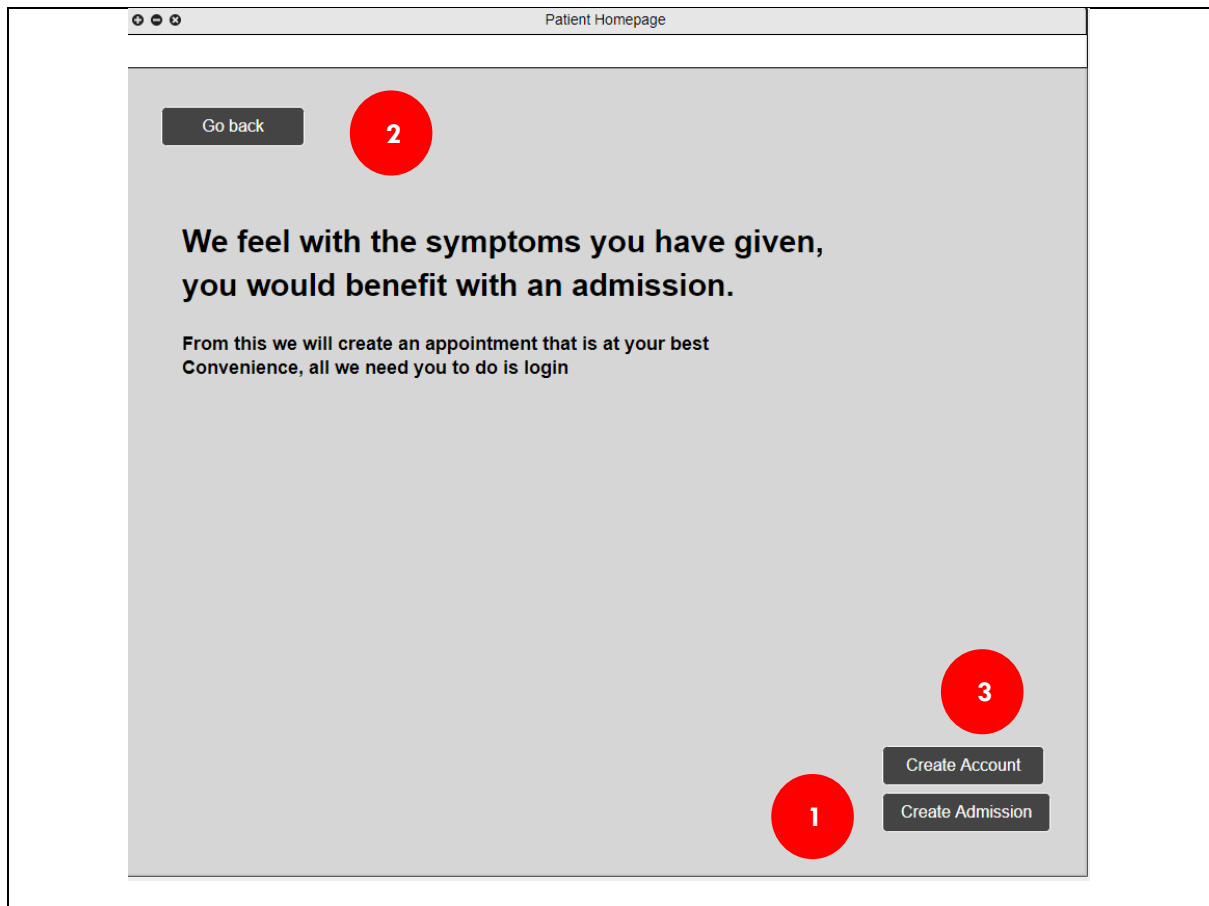 Patient Homepage
Go back
2
We feel with the symptoms you have given,
you would benefit with an admission.
From this we will create an appointment that is at your best
Convenience, all we need you to do is login
3
Create Account
1
Create Admission